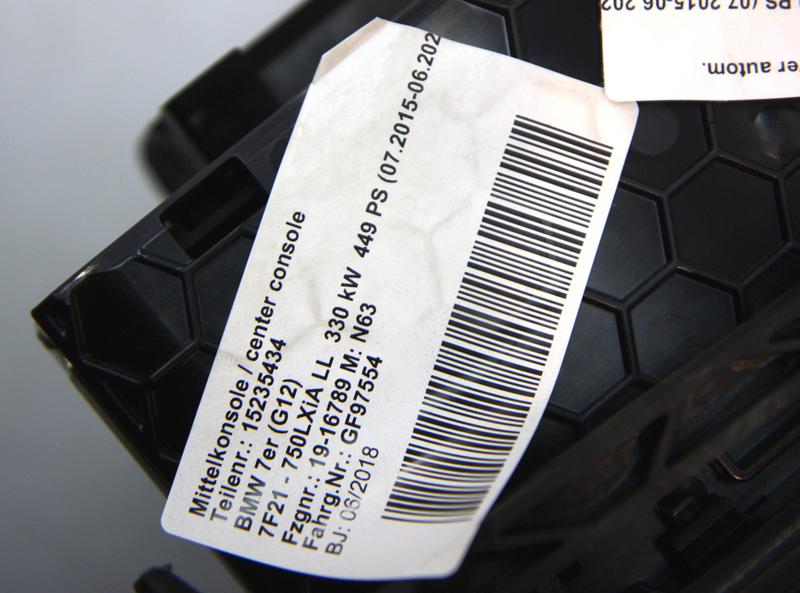 Mittelkonsole / center console
Teilenr.: 15235434
BMW 7er (G12)
7F21 - 750LXiA LL 330 kW 449 PS (07.2015-06.202
Fzgnr.: 19-16789 M: N63
Fahrg.Nr.: GF97554
BJ: 06/2018
PS (07.2015-06.202
er autom.